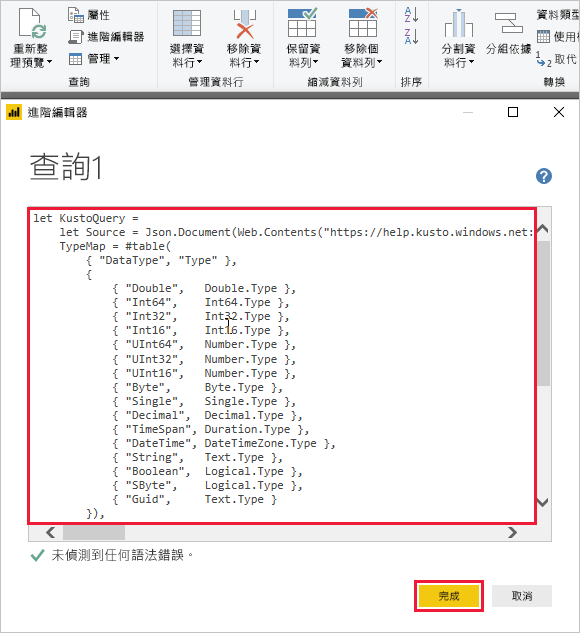 重新整
理預覽
屬性
進階編輯器
管理
查詢
選擇資
料行
移除資
料行
管理資料行
保留資
料列
移除個
資料列
縮減資料列
A
Z
Z
A
排序
分割資
料行
分組依據
資料類型
使用
1
2
取代
轉換
進階編輯器
查詢1
?
let KustoQuery =
let Source = Json.Document(Web.Contents("https://help.kusto.windows.net:
TypeMap = #table(
{ "DataType", "Type" },
{
{ "Double", Double.Type },
{ "Int64", Int64.Type },
{ "Int32", Int32.Type },
{ "Int16", Int16.Type },
{ "UInt64", Number.Type },
{ "UInt32", Number.Type },
{ "UInt16", Number.Type },
{ "Byte", Byte.Type },
{ "Single", Single.Type },
{ "Decimal", Decimal.Type },
{ "TimeSpan", Duration.Type },
{ "DateTime", DateTimeZone.Type },
{ "String", Text.Type },
{ "Boolean", Logical.Type },
{ "SByte", Logical.Type },
{ "Guid", Text.Type }
}),
未偵測到任何語法錯誤。
完成
取消